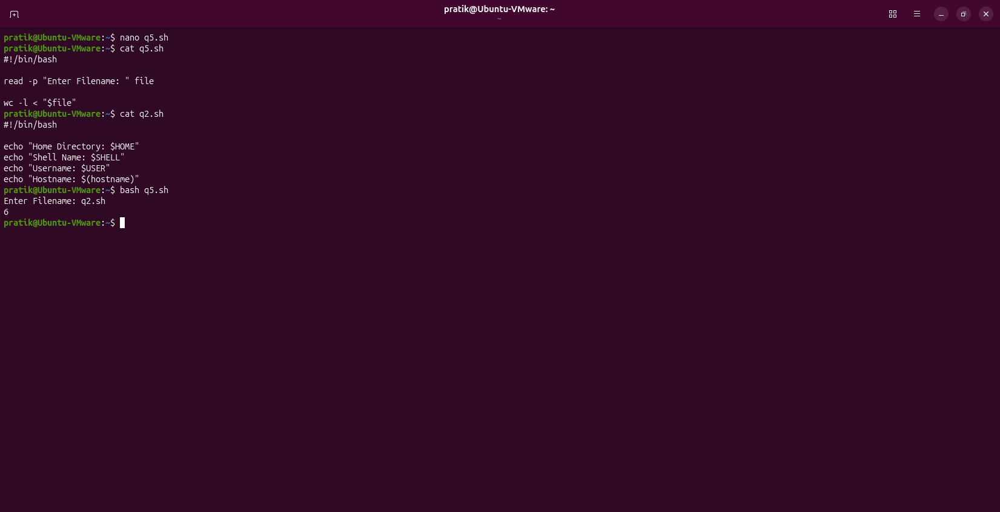 pratik@Ubuntu-VMware: ~
~
pratik@Ubuntu-VMware:~$ nano q5.sh
pratik@Ubuntu-VMware:~$ cat q5.sh
#!/bin/bash

read -p "Enter Filename: " file

wc -l < "$file"
pratik@Ubuntu-VMware:~$ cat q2.sh
#!/bin/bash

echo "Home Directory: $HOME"
echo "Shell Name: $SHELL"
echo "Username: $USER"
echo "Hostname: $(hostname)"
pratik@Ubuntu-VMware:~$ bash q5.sh
Enter Filename: q2.sh
6
pratik@Ubuntu-VMware:~$